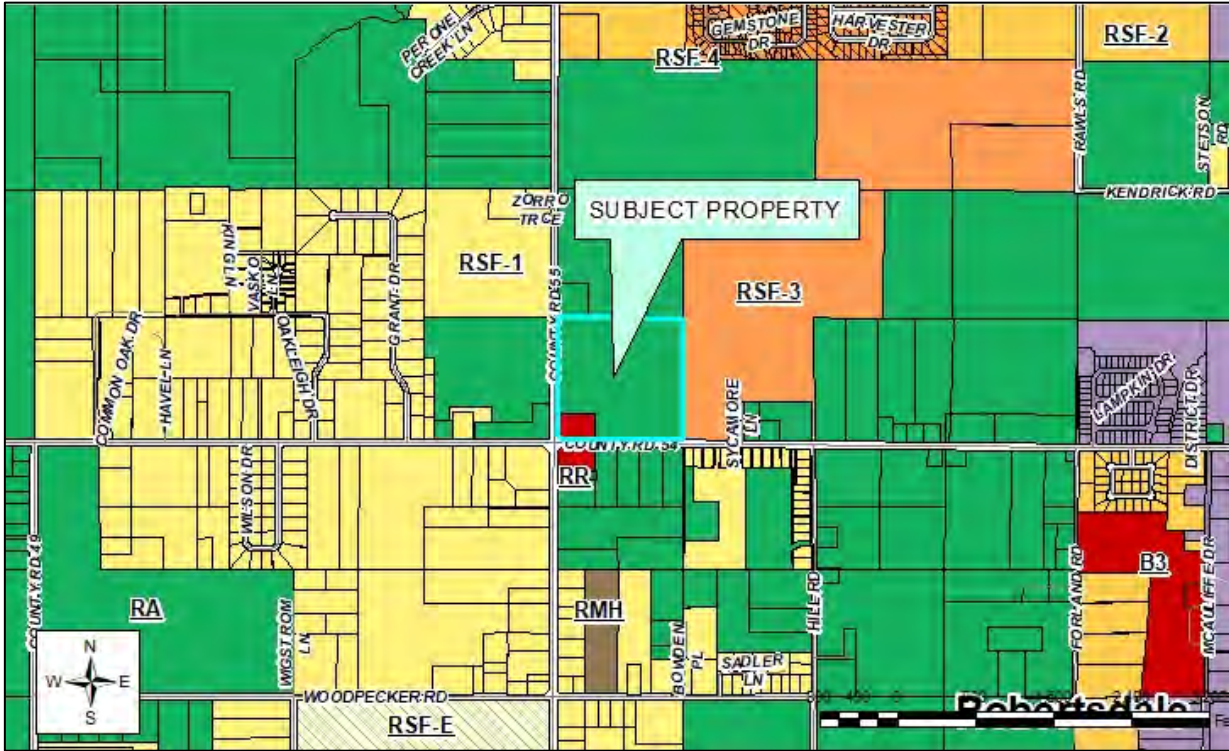 PER ONE
CREEK LN
GEMSTONE
DR
HARVESTER
DR
RSF-2
RSF-4
RAWLS RD
STETSON
RD
KENDRICK RD
ZORRO
TRCE
SUBJECT PROPERTY
KING LN
VASKO
LN
GRANT DR
RSF-1
COUNTY RD 55
RSF-3
COMMON OAK DR
HAVEL LN
OAKLEIGH DR
SYCAMORE
LN
LAMPKIN DR
DISTRICT DR
COUNTY RD 54
RR
WILSON DR
COUNTY RD 49
RA
WIGSTROM
LN
RMH
BOWDEN
PL
SADLER
LN
HILL RD
FORLAND RD
B3
MCAULIFFE DR
N
W E
S
WOODPECKER RD
RSF-E
Robertsdale